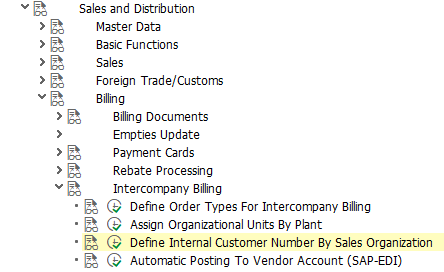 Sales and Distribution
Master Data
Basic Functions
Sales
Foreign Trade/Customs
Billing
Billing Documents
Empties Update
Payment Cards
Rebate Processing
Intercompany Billing
Define Order Types For Intercompany Billing
Assign Organizational Units By Plant
Define Internal Customer Number By Sales Organization
Automatic Posting To Vendor Account (SAP-EDI)